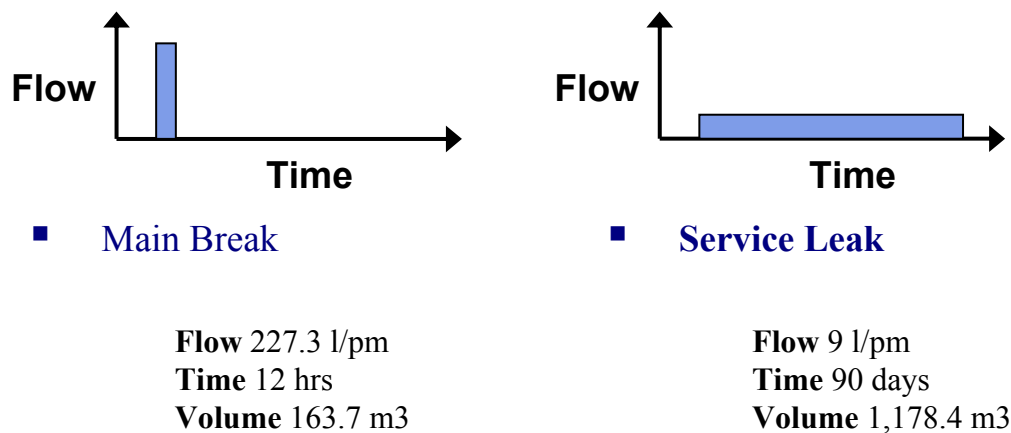 Flow
Time
Flow
Time
▪ Main Break
▪ Service Leak
Flow 227.3 l/pm
Time 12 hrs
Volume 163.7 m3
Flow 9 l/pm
Time 90 days
Volume 1,178.4 m3